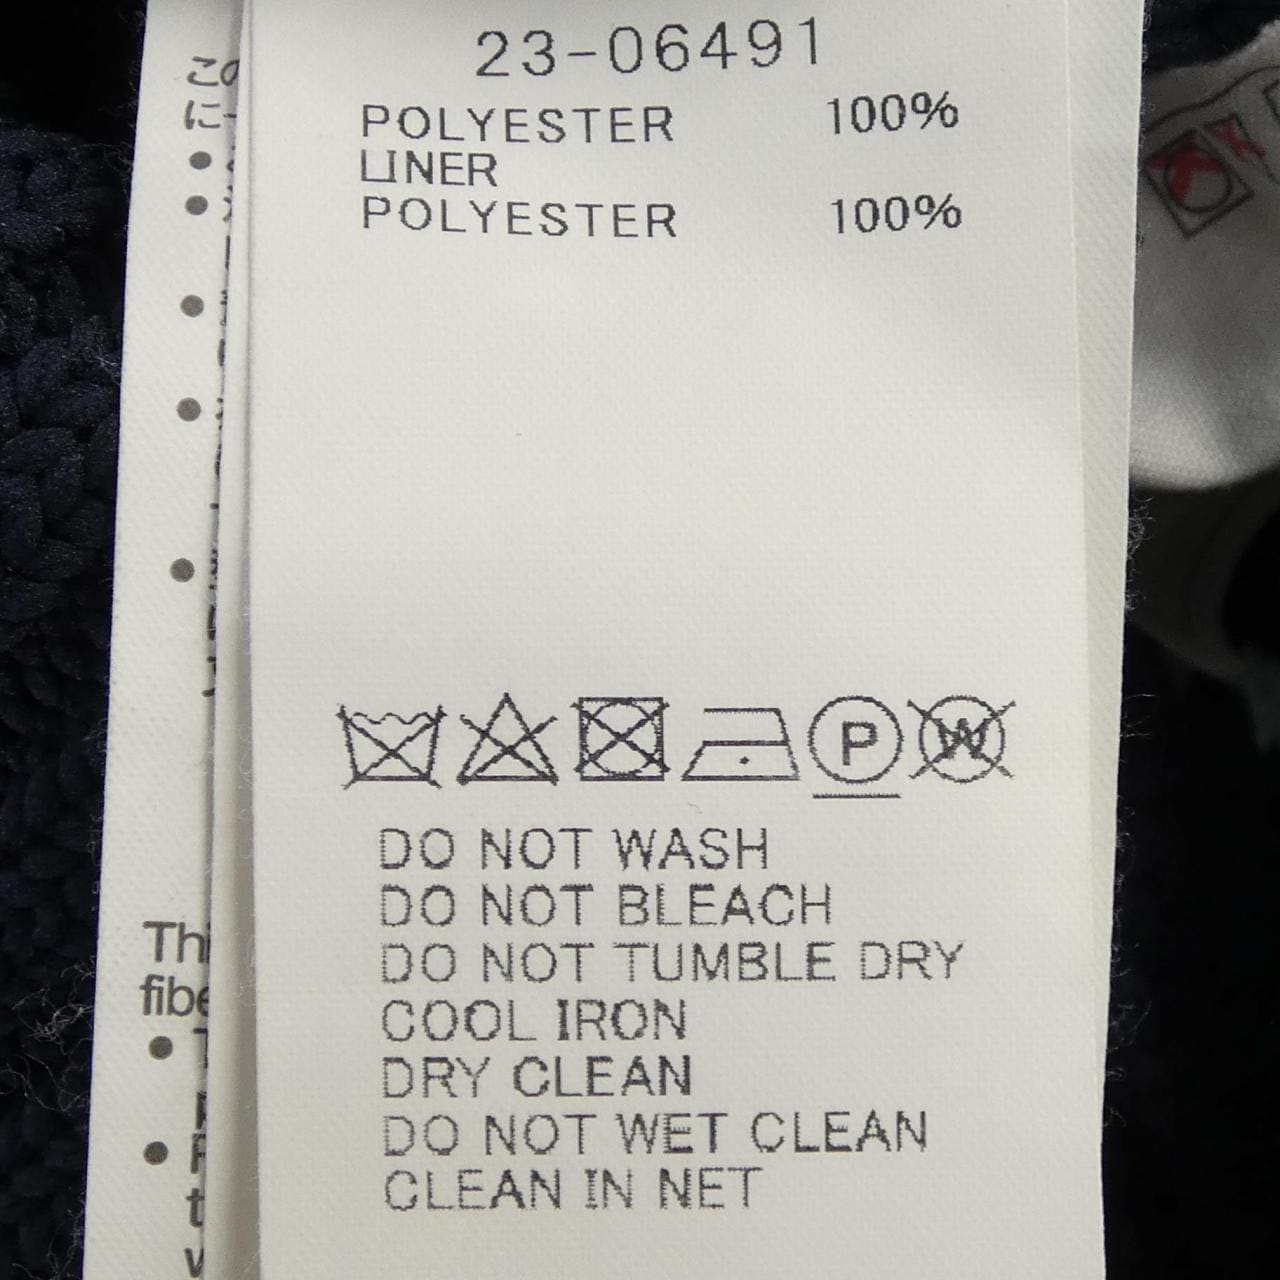 23-06491
POLYESTER 100%
LINER
POLYESTER 100%
P W
DO NOT WASH
DO NOT BLEACH
DO NOT TUMBLE DRY
COOL IRON
DRY CLEAN
DO NOT WET CLEAN
CLEAN IN NET